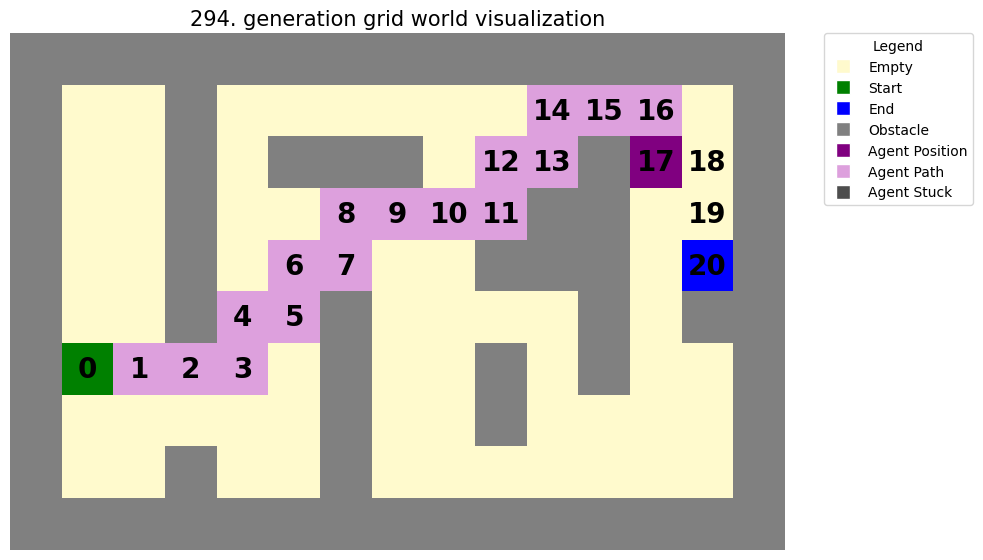 294. generation grid world visualization
Legend
Empty
Start
End
Obstacle
Agent Position
Agent Path
Agent Stuck
14 15 16
12 13 17 18
8 9 10 11 19
6 7 20
4 5
0 1 2 3